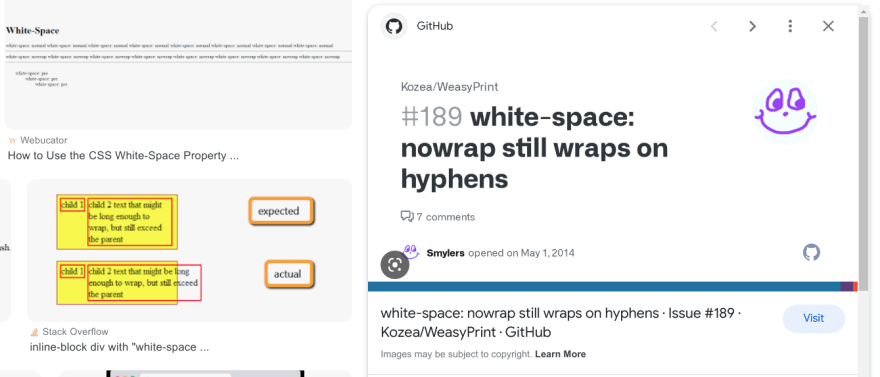 White-Space
white-space: normal white-space: normal white-space: normal white-space: normal white-space: normal white-space: normal white-space: normal white-space: normal
white-space: nowrap white-space: nowrap white-space: nowrap white-space: nowrap white-space: nowrap white-space: nowrap white-space: nowrap
white-space: pre
white-space: pre
white-space: pre
Webucator
How to Use the CSS White-Space Property ...
sh.
child 1
child 2 text that might
be long enough to
wrap, but still exceed
the parent
expected
child 1
child 2 text that might be long
enough to wrap, but still exceed
the parent
actual
Stack Overflow
inline-block div with "white-space ...
GitHub
Kozea/WeasyPrint
#189 white-space:
nowrap still wraps on
hyphens
7 comments
Smylers opened on May 1, 2014
white-space: nowrap still wraps on hyphens · Issue #189 ·
Kozea/WeasyPrint · GitHub
Visit
Images may be subject to copyright. Learn More